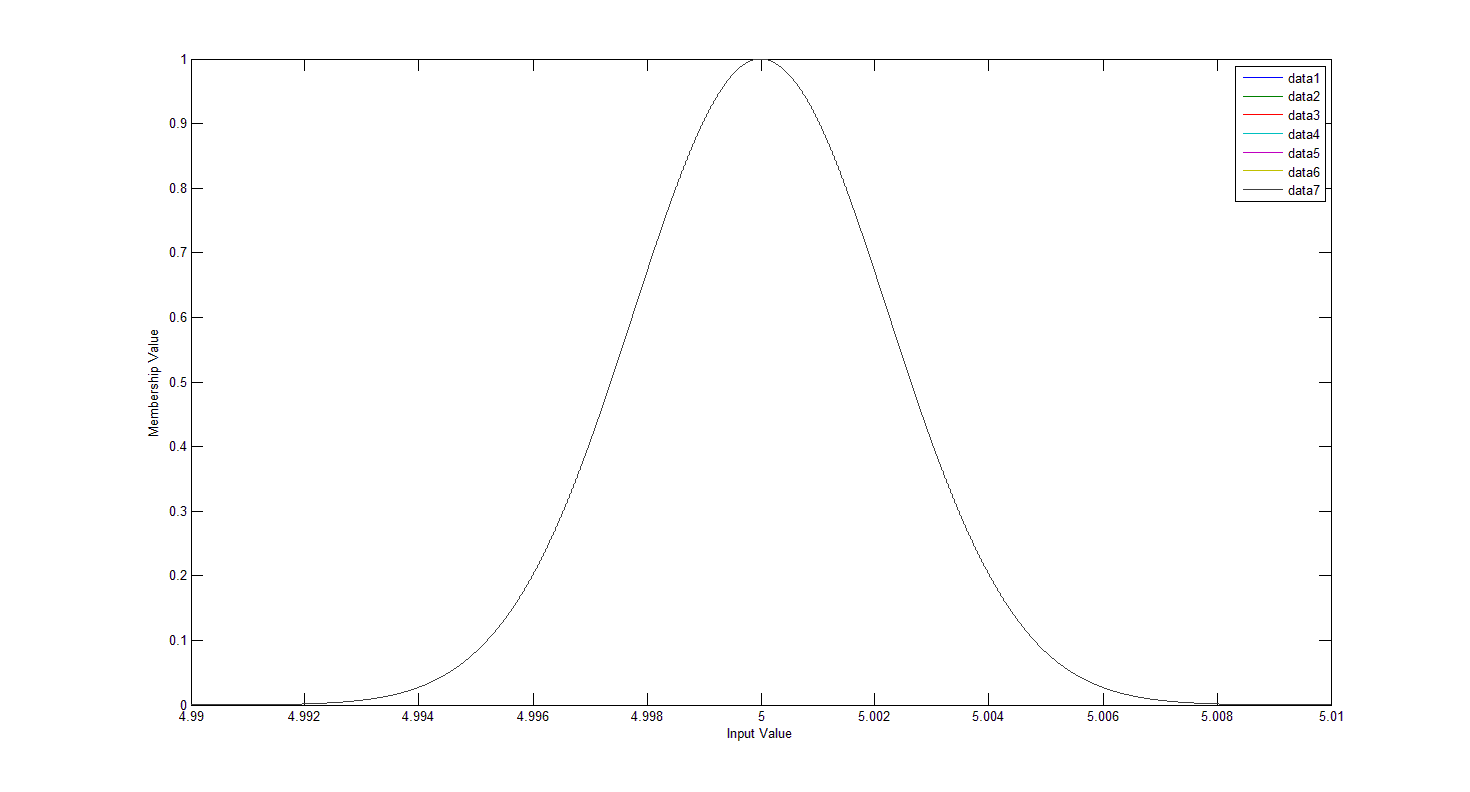 1
0.9
0.8
0.7
0.6
0.5
0.4
0.3
0.2
0.1
0
Membership Value
4.99 4.992 4.994 4.996 4.998 5 5.002 5.004 5.006 5.008 5.01
Input Value
data1
data2
data3
data4
data5
data6
data7